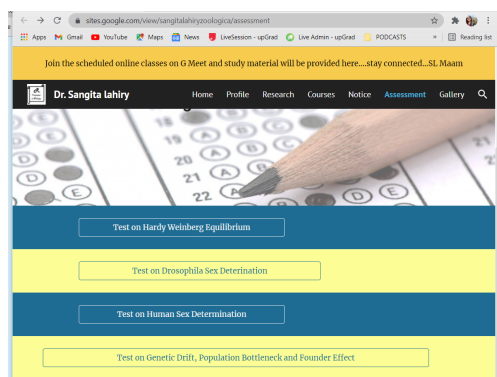 sites.google.com/view/sangitalahiryzoologica/assessment
Apps Gmail YouTube Maps News LiveSession - upGrad Live Admin - upGrad PODCASTS » Reading list
Join the scheduled online classes on G Meet and study material will be provided here....stay connected...SL Maam
Dr. Sangita lahiry Home Profile Research Courses Notice Assessment Gallery
18 A B C
19 A B C D
20 A B
21 A B
22 A D E
Test on Hardy Weinberg Equilibrium
Test on Drosophila Sex Deterination
Test on Human Sex Determination
Test on Genetic Drift, Population Bottleneck and Founder Effect